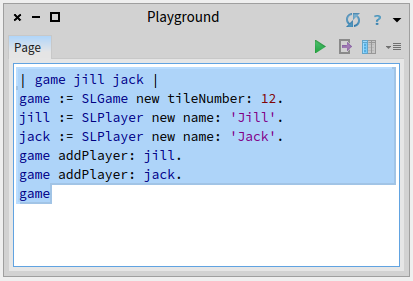 Playground
?
Page
| game jill jack |
game := SLGame new tileNumber: 12.
jill := SLPlayer new name: 'Jill'.
jack := SLPlayer new name: 'Jack'.
game addPlayer: jill.
game addPlayer: jack.
game